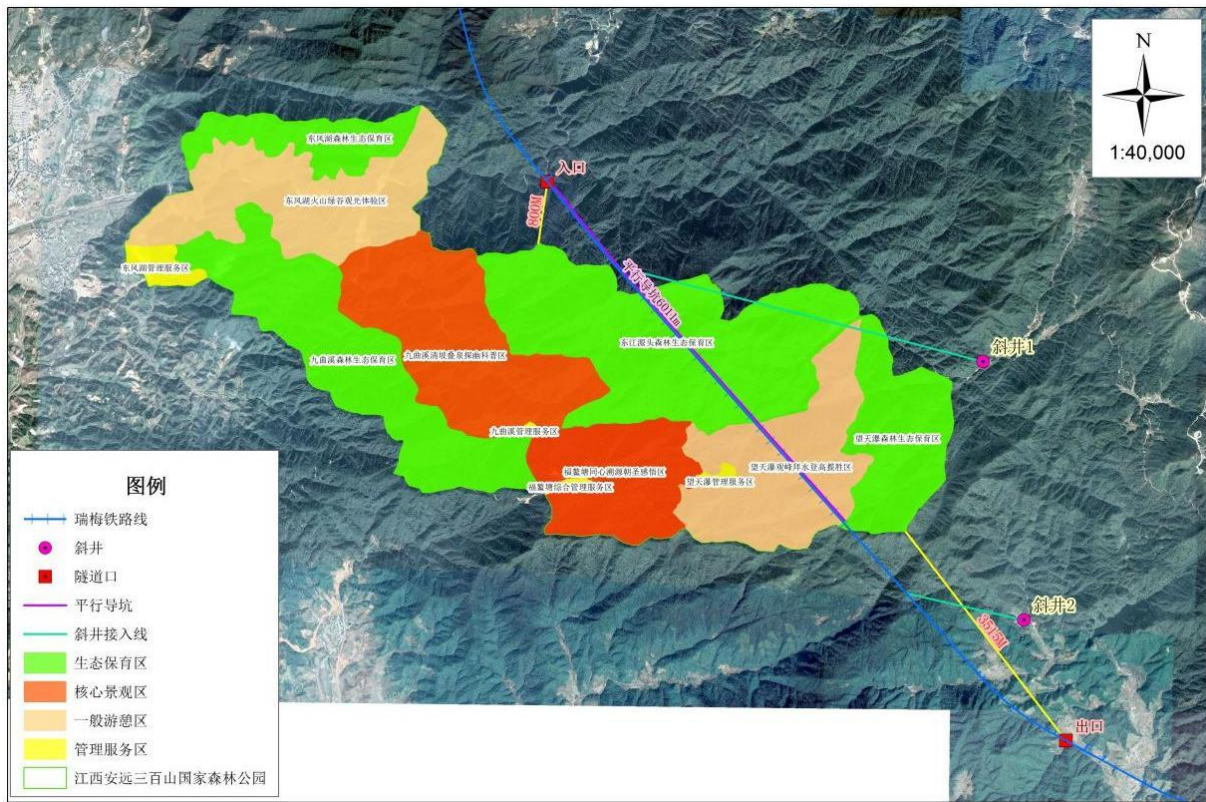 N
1:40,000
东风湖森林生态保育区
入口
东风湖火山绿谷观光体验区
800M
东风湖管理服务区
平行导坑6011m
东江源头森林生态保育区
斜井1
九曲溪森林生态保育区
九曲溪清坡叠泉探幽科普区
九曲溪管理服务区
望天瀑森林生态保育区
福鳌塘同心溯源朝圣感悟区
望天瀑观峰拜水登高揽胜区
福鳌塘综合管理服务区
望天瀑管理服务区
斜井2
3515M
出口
图例
瑞梅铁路线
斜井
隧道口
平行导坑
斜井接入线
生态保育区
核心景观区
一般游憩区
管理服务区
江西安远三百山国家森林公园